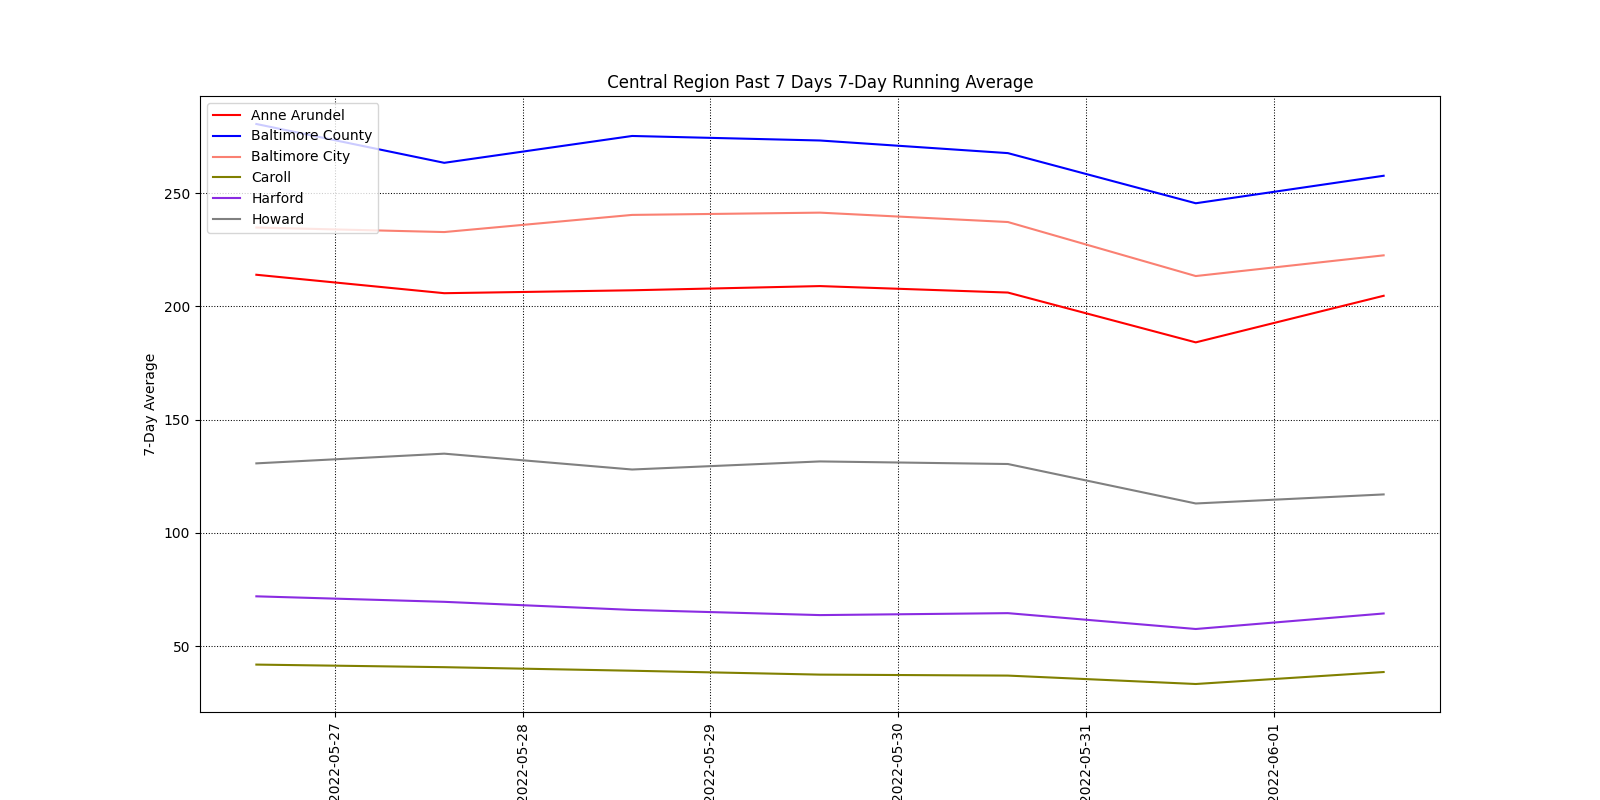 Central Region Past 7 Days 7-Day Running Average
Anne Arundel
Baltimore County
Baltimore City
Caroll
Harford
Howard
7-Day Average
250
200
150
100
50
2022-05-27
2022-05-28
2022-05-29
2022-05-30
2022-05-31
2022-06-01